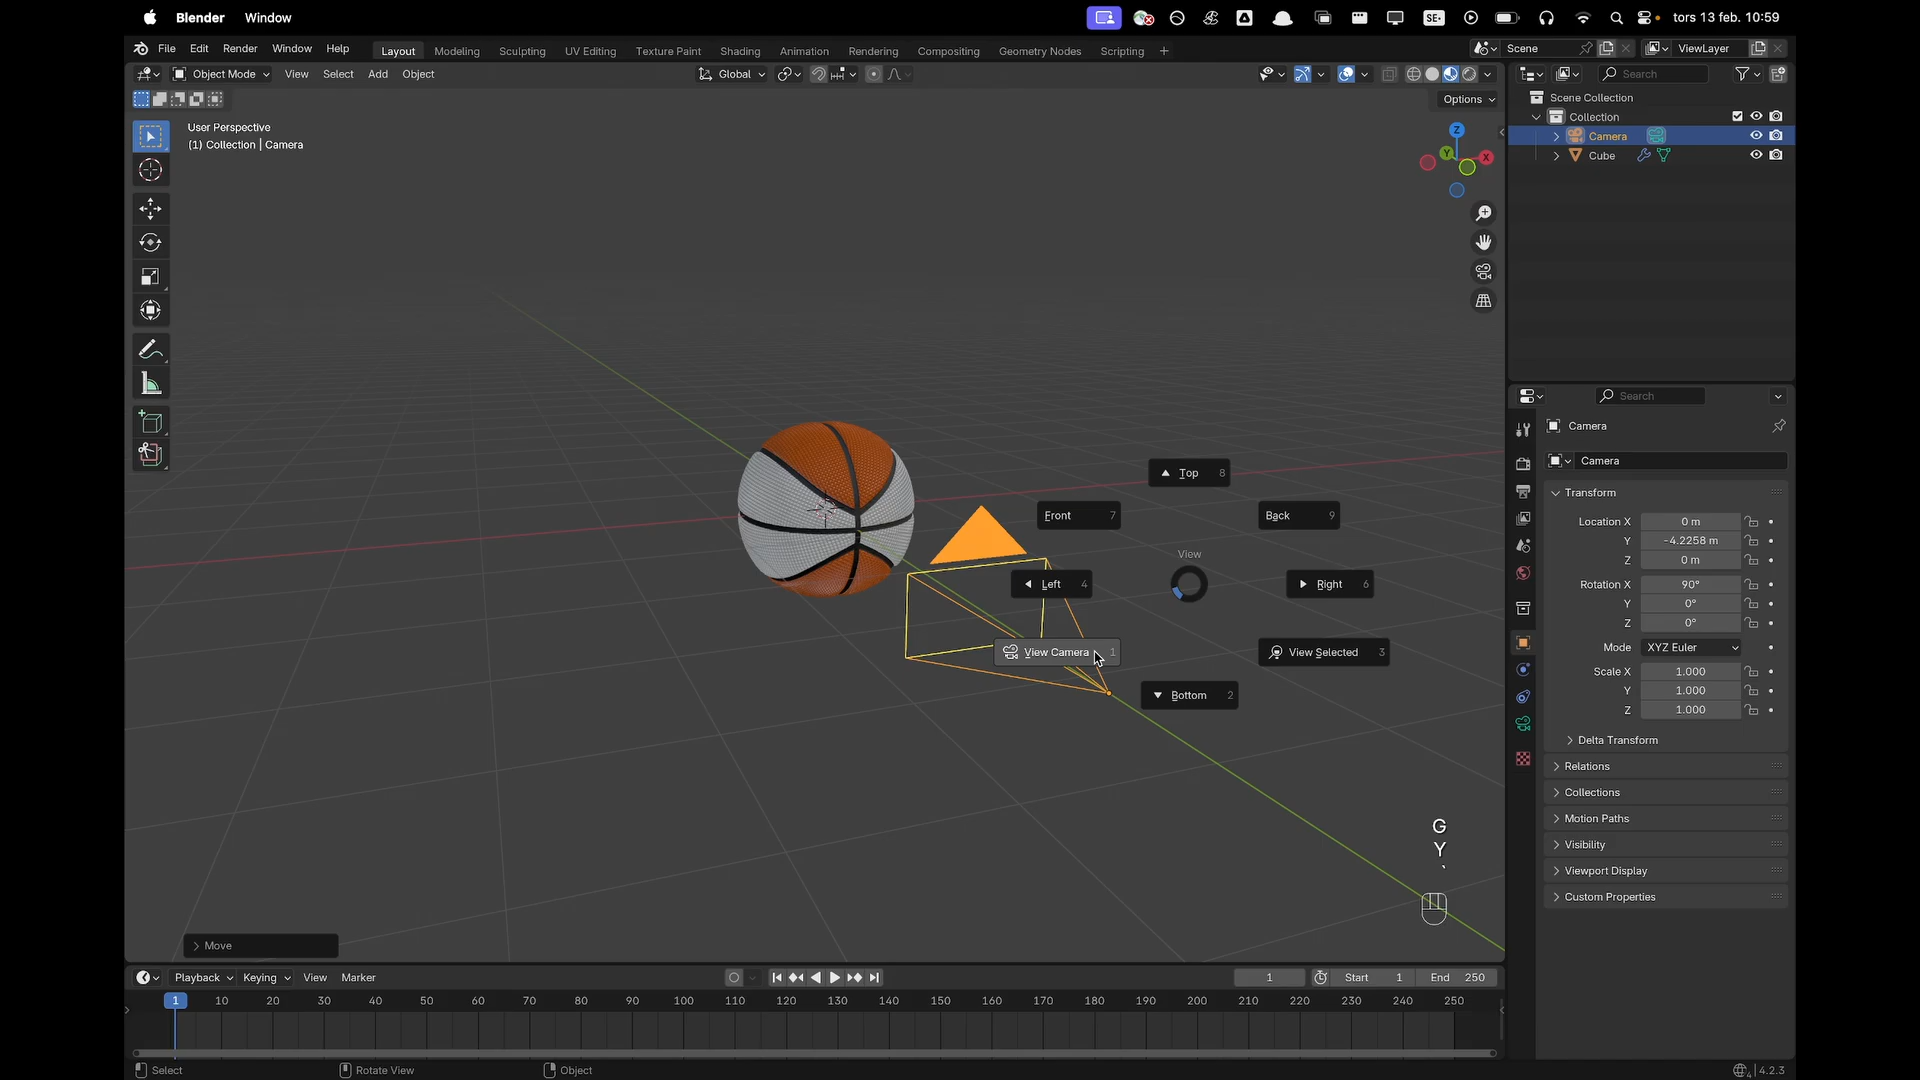 Blender Window SE tors 13 feb. 10:59
File Edit Render Window Help Layout Modeling Sculpting UV Editing Texture Paint Shading Animation Rendering Compositing Geometry Nodes Scripting + Scene ViewLayer
Object Mode View Select Add Object Global Search
Options
Scene Collection
Collection
Camera
Cube
User Perspective
(1) Collection | Camera
Z
Y
X
Top 8
Front 7
Back 9
View
Left 4
Right 6
View Camera 1
View Selected 3
Bottom 2
G
Y
`
Move
Search
Camera
Camera
Transform
Location X 0 m
Y -4.2258 m
Z 0 m
Rotation X 90°
Y 0°
Z 0°
Mode XYZ Euler
Scale X 1.000
Y 1.000
Z 1.000
Delta Transform
Relations
Collections
Motion Paths
Visibility
Viewport Display
Custom Properties
Playback Keying View Marker 1 Start 1 End 250
1 10 20 30 40 50 60 70 80 90 100 110 120 130 140 150 160 170 180 190 200 210 220 230 240 250
Select Rotate View Object 4.2.3